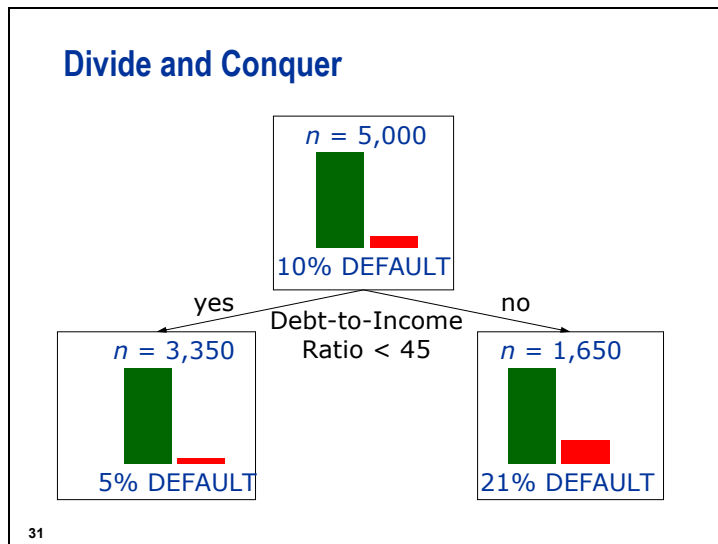 Divide and Conquer
n = 5,000
10% DEFAULT
yes
no
Debt-to-Income
Ratio < 45
n = 3,350
5% DEFAULT
n = 1,650
21% DEFAULT
31